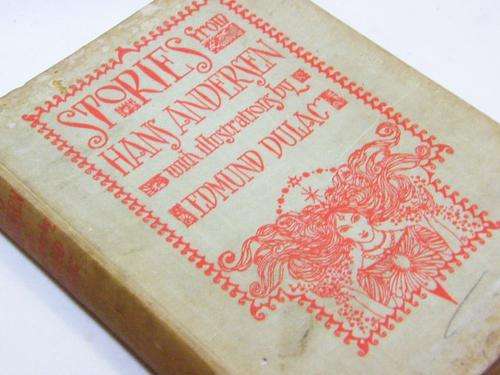 STORIES from
HANS ANDERSEN
with illustrations by
EDMUND DULAC